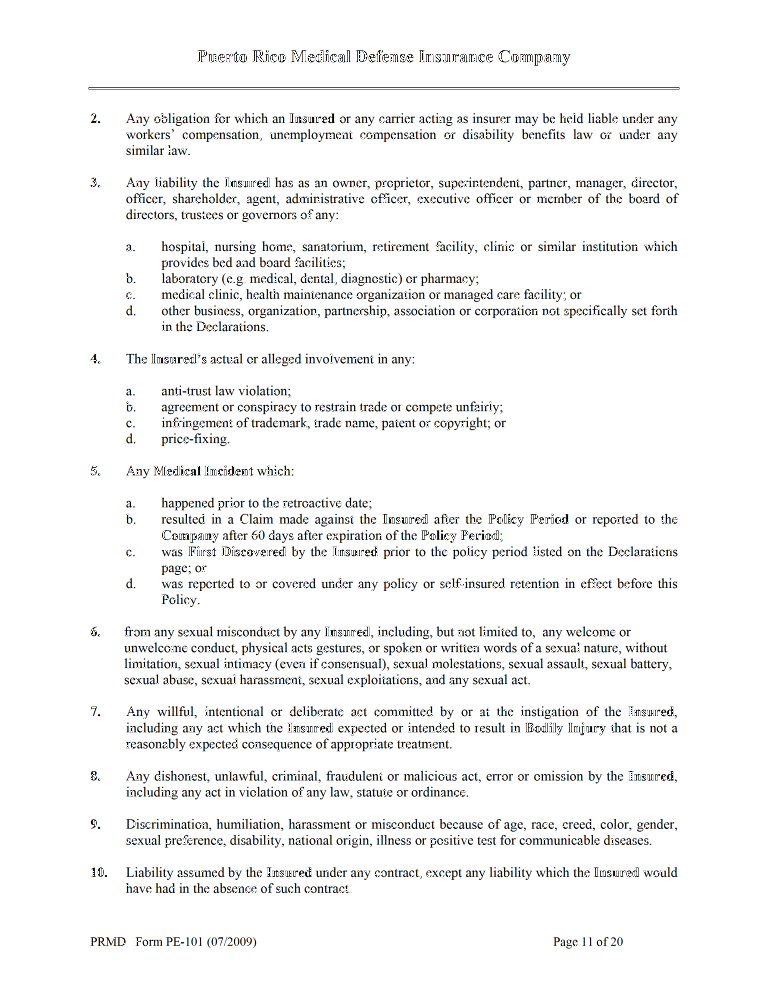 Puerto Rico Medical Defense Insurance Company
2. Any obligation for which an Insured or any carrier acting as insurer may be held liable under any
workers' compensation, unemployment compensation or disability benefits law or under any
similar law.
3. Any liability the Insured has as an owner, proprietor, superintendent, partner, manager, director,
officer, shareholder, agent, administrative officer, executive officer or member of the board of
directors, trustees or governors of any:
a. hospital, nursing home, sanatorium, retirement facility, clinic or similar institution which
provides bed and board facilities;
b. laboratory (e.g. medical, dental, diagnostic) or pharmacy;
c. medical clinic, health maintenance organization or managed care facility; or
d. other business, organization, partnership, association or corporation not specifically set forth
in the Declarations.
4. The Insured's actual or alleged involvement in any:
a. anti-trust law violation;
b. agreement or conspiracy to restrain trade or compete unfairly;
c. infringement of trademark, trade name, patent or copyright; or
d. price-fixing.
5. Any Medical Incident which:
a. happened prior to the retroactive date;
b. resulted in a Claim made against the Insured after the Policy Period or reported to the
Company after 60 days after expiration of the Policy Period;
c. was First Discovered by the Insured prior to the policy period listed on the Declarations
page; or
d. was reported to or covered under any policy or self-insured retention in effect before this
Policy.
6. from any sexual misconduct by any Insured, including, but not limited to, any welcome or
unwelcome conduct, physical acts gestures, or spoken or written words of a sexual nature, without
limitation, sexual intimacy (even if consensual), sexual molestations, sexual assault, sexual battery,
sexual abuse, sexual harassment, sexual exploitations, and any sexual act.
7. Any willful, intentional or deliberate act committed by or at the instigation of the Insured,
including any act which the Insured expected or intended to result in Bodily Injury that is not a
reasonably expected consequence of appropriate treatment.
8. Any dishonest, unlawful, criminal, fraudulent or malicious act, error or omission by the Insured,
including any act in violation of any law, statute or ordinance.
9. Discrimination, humiliation, harassment or misconduct because of age, race, creed, color, gender,
sexual preference, disability, national origin, illness or positive test for communicable diseases.
10. Liability assumed by the Insured under any contract, except any liability which the Insured would
have had in the absence of such contract.
PRMD Form PE-101 (07/2009) Page 11 of 20